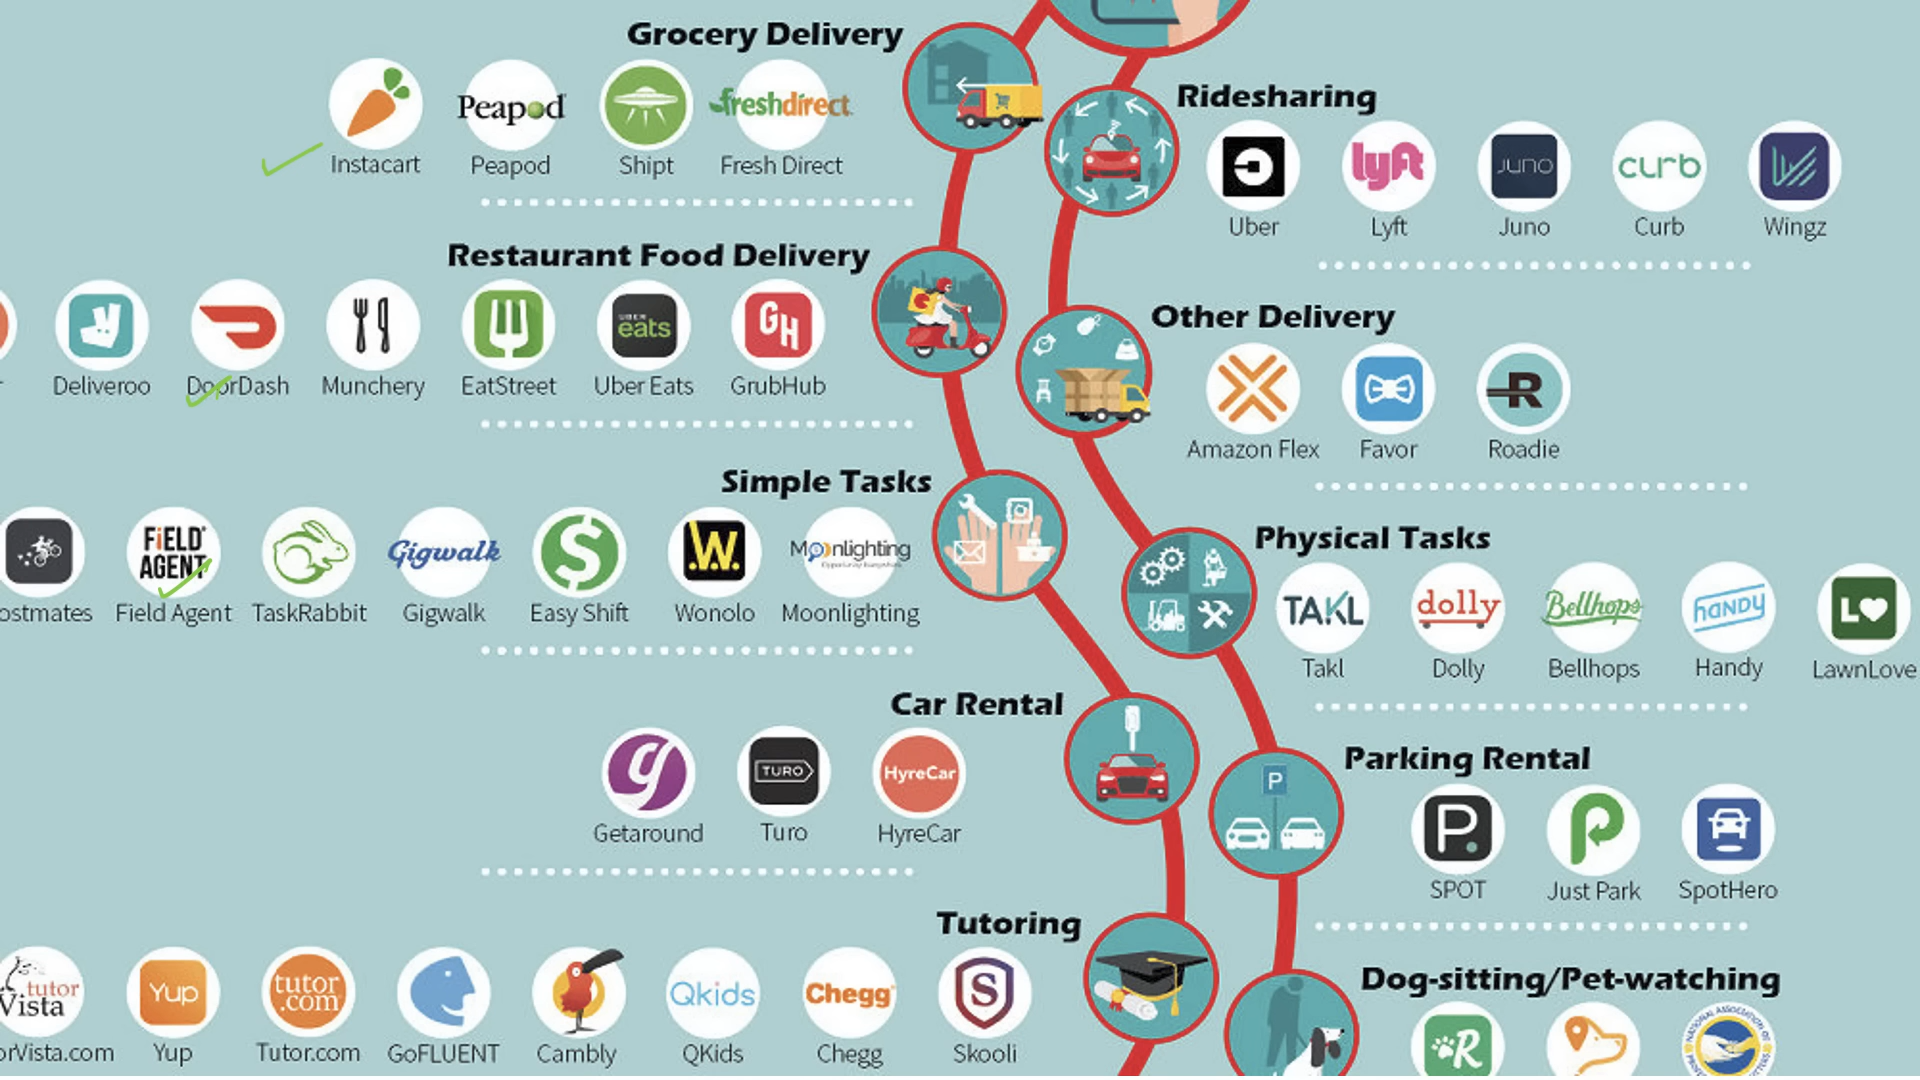 Grocery Delivery
Peapod
freshdirect
Instacart
Peapod
Shipt
Fresh Direct
Ridesharing
lyft
JUNO
curb
Uber
Lyft
Juno
Curb
Wingz
Restaurant Food Delivery
UBER
eats
GH
Deliveroo
DoorDash
Munchery
EatStreet
Uber Eats
GrubHub
Other Delivery
R
Amazon Flex
Favor
Roadie
Simple Tasks
FiELD
AGENT
Gigwalk
$
W.
Moonlighting
ostmates
Field Agent
TaskRabbit
Gigwalk
Easy Shift
Wonolo
Moonlighting
Physical Tasks
TAKL
dolly
Bellhops
HANDY
L
Takl
Dolly
Bellhops
Handy
LawnLove
Car Rental
g
TURO
HyreCar
Getaround
Turo
HyreCar
Parking Rental
P
P.
P
SPOT
Just Park
SpotHero
Tutoring
tutor
Vista
Yup
tutor
.com
Qkids
Chegg
S
orVista.com
Yup
Tutor.com
GoFLUENT
Cambly
QKids
Chegg
Skooli
Dog-sitting/Pet-watching
R
NATIONAL ASSOCIATION OF